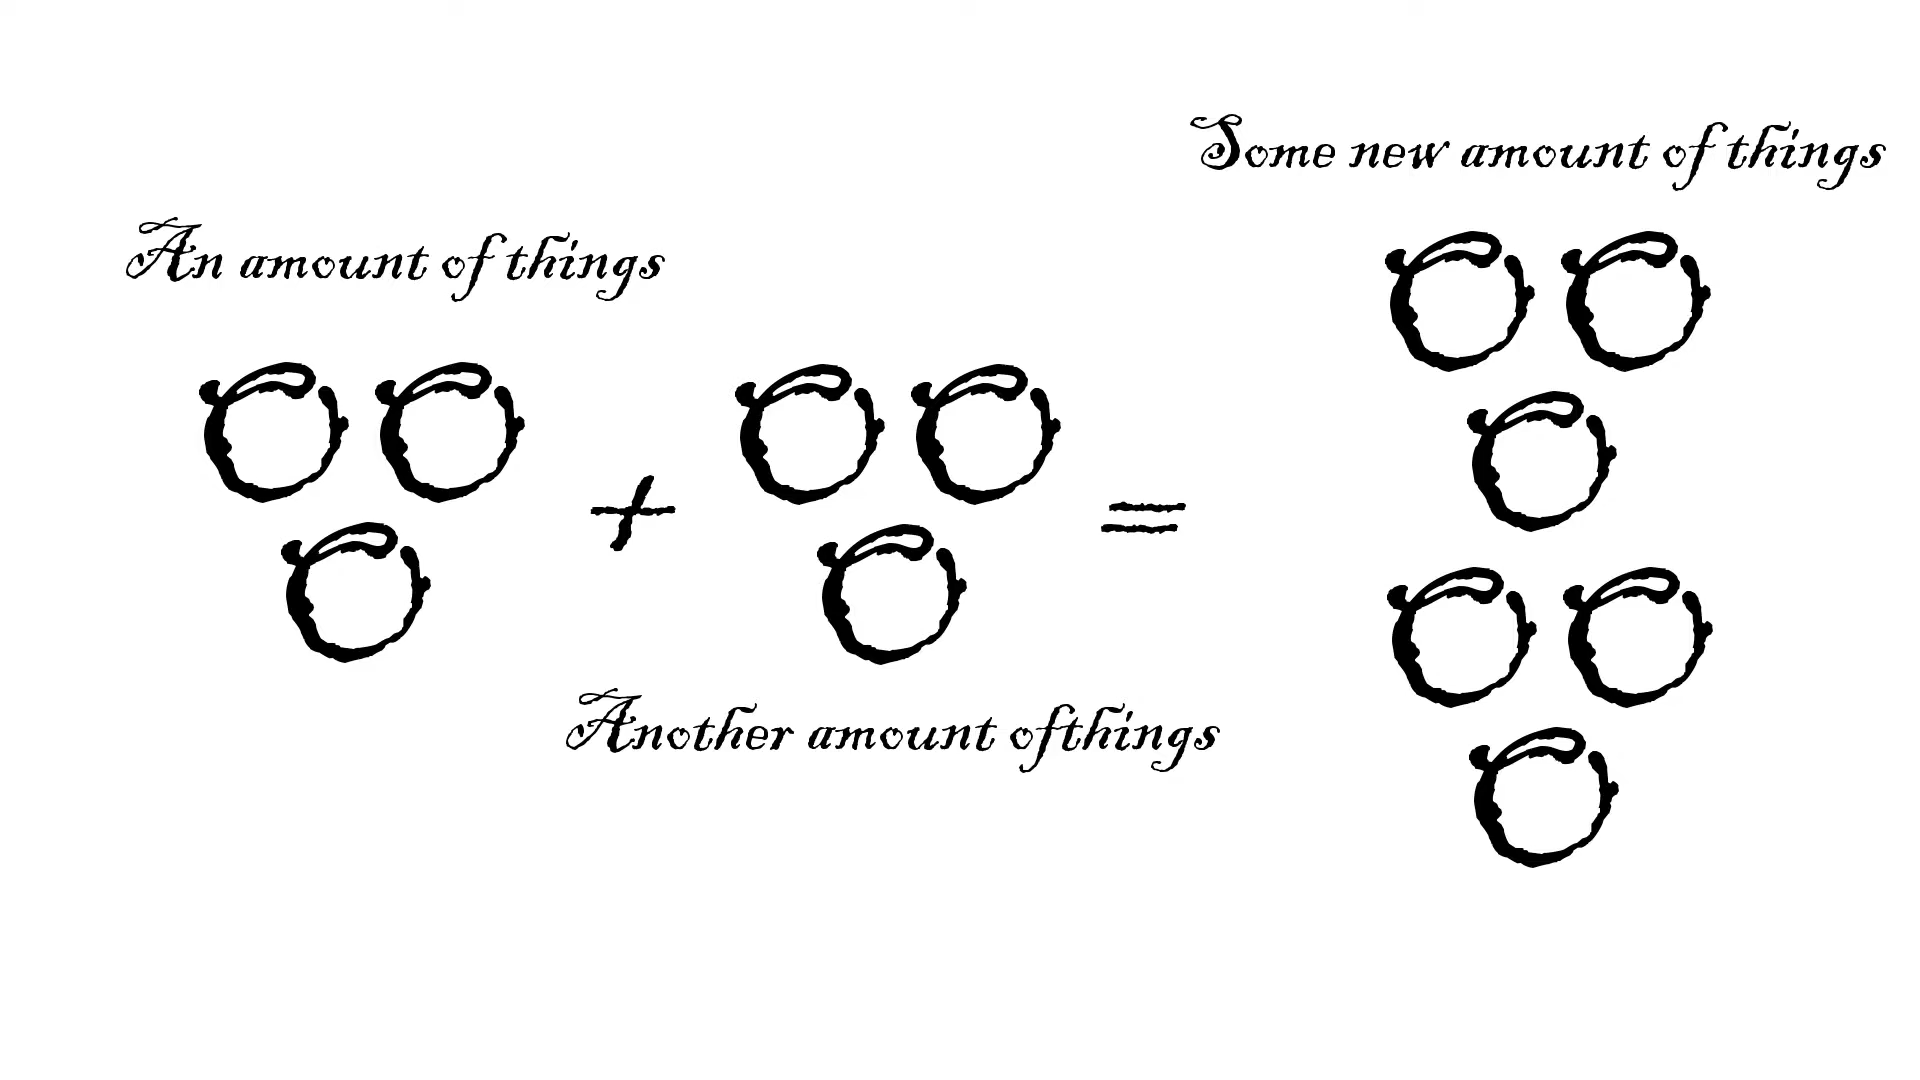 Some new amount of things
An amount of things
+
=
Another amount ofthings